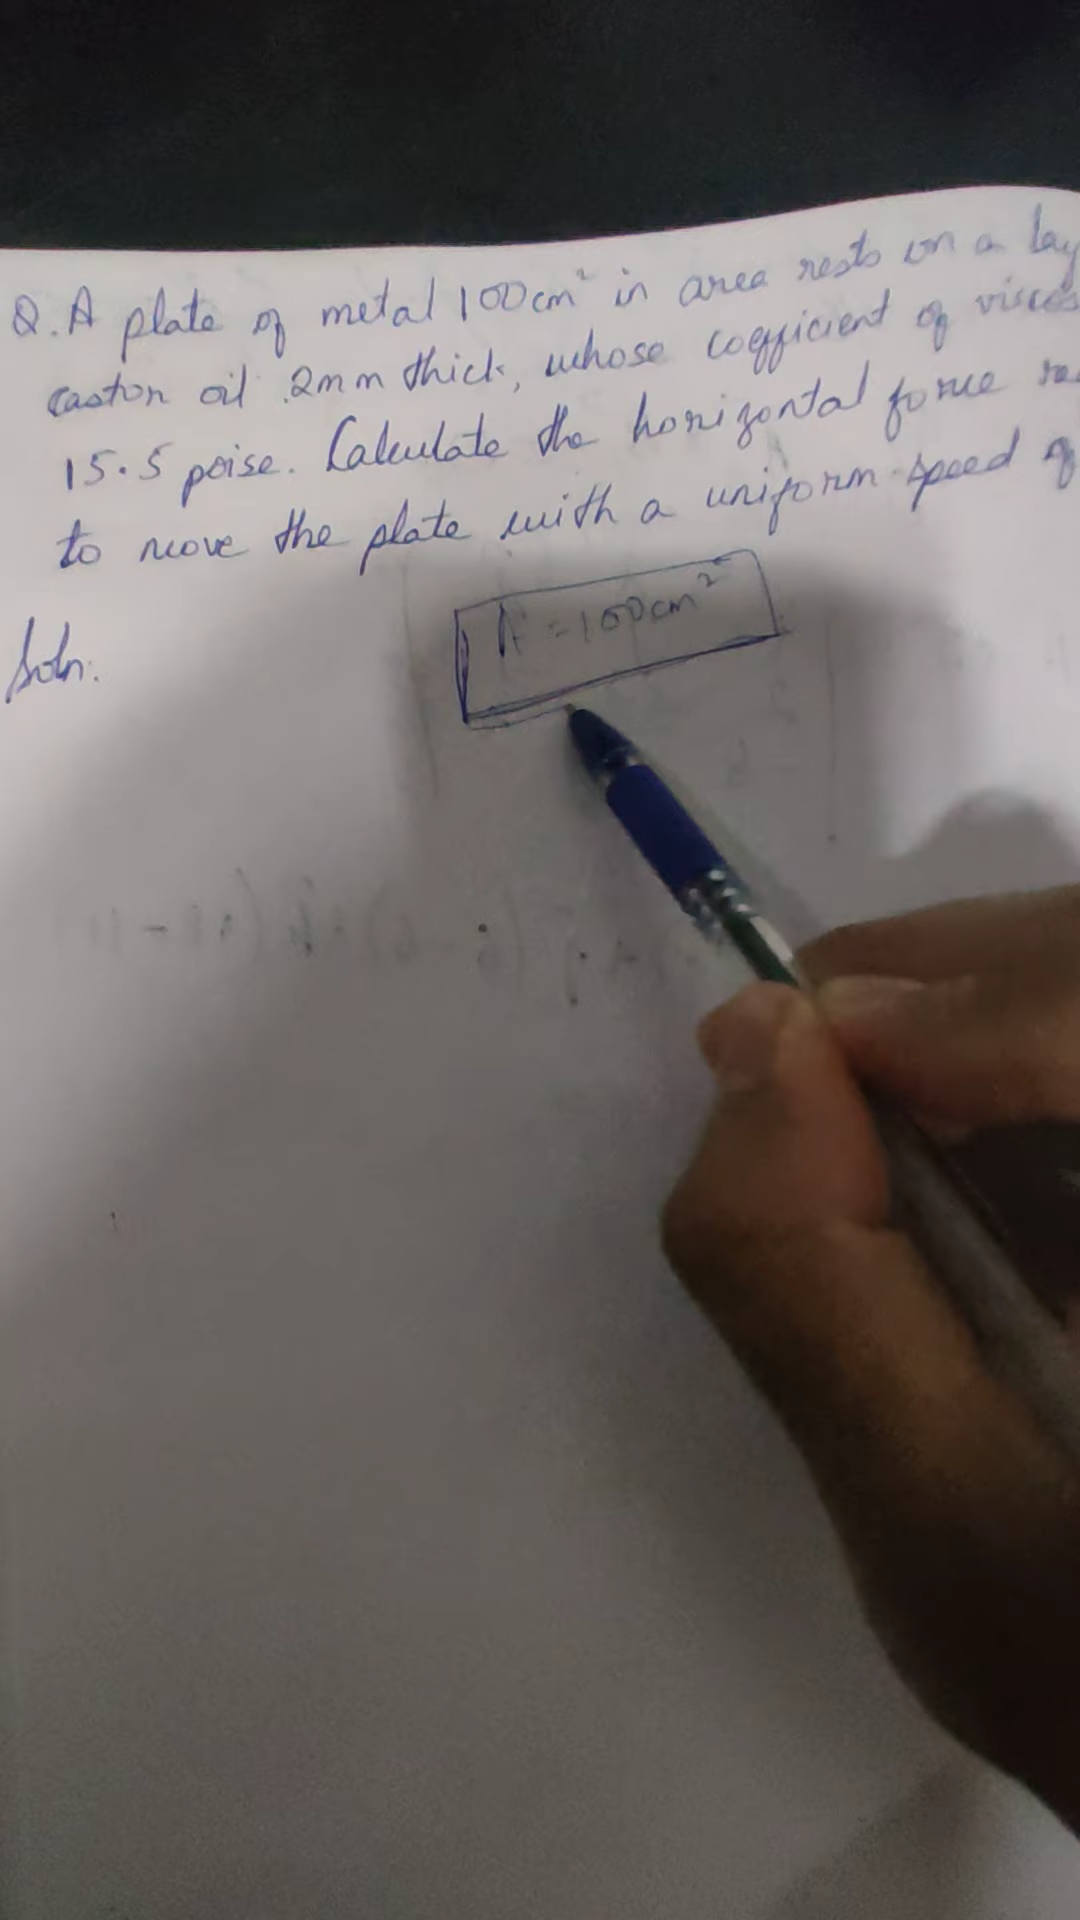 Q. A plate of metal 100cm² in area rests on a lay
castor oil 2mm thick, whose coefficient of viscos
15.5 poise. Calculate the horizontal force re
to move the plate with a uniform speed of
Soln:
A = 100cm²